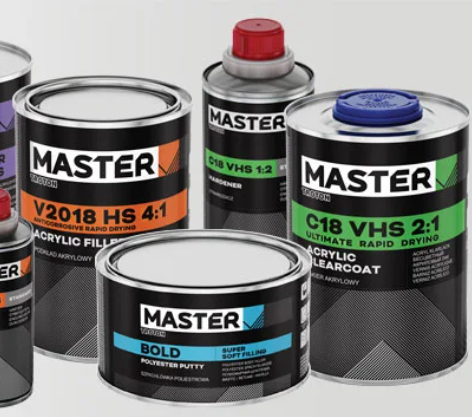 MASTER
TROTON
V2018 HS 4:1
ANTICORROSIVE RAPID DRYING
ACRYLIC FILLE
PODKŁAD AKRYLOWY
MASTER
C18 VHS 1:2
HARDENER
MASTER
TROTON
C18 VHS 2:1
ULTIMATE RAPID DRYING
ACRYLIC
CLEARCOAT
LAKIER AKRYLOWY
MASTER
TROTON
BOLD
SUPER
SOFT FILLING
POLYESTER PUTTY
SZPACHLÓWKA POLIESTROWA
ER